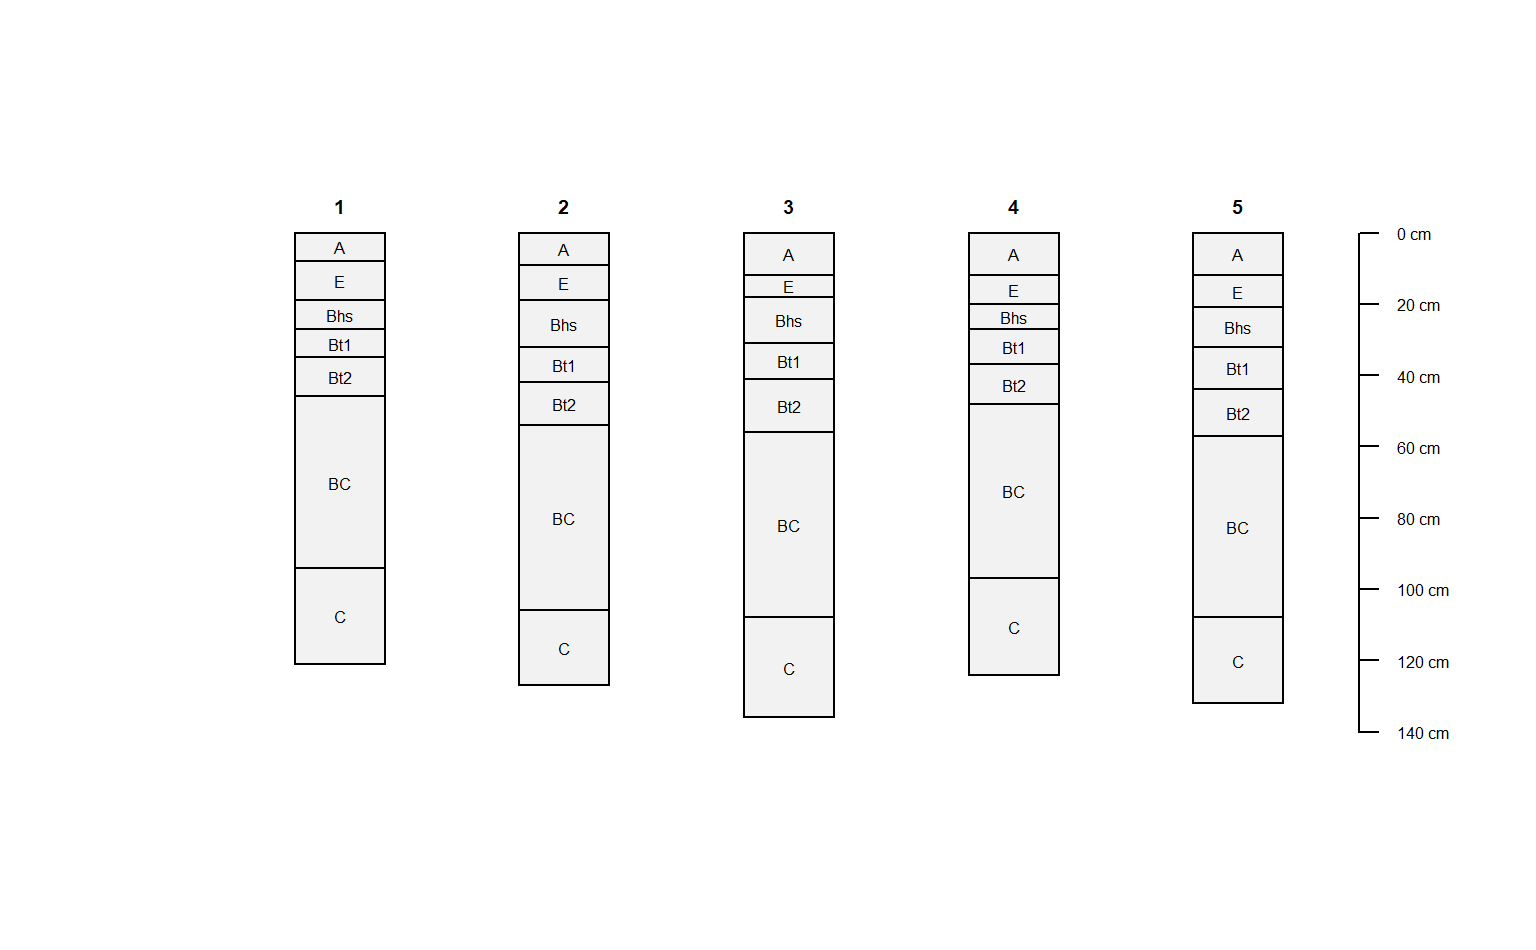 1 2 3 4 5
A A A A A 0 cm
E E E E E
Bhs Bhs Bhs Bhs Bhs 20 cm
Bt1 Bt1 Bt1 Bt1 Bt1
Bt2 Bt2 Bt2 Bt2 Bt2 40 cm
60 cm
BC BC BC BC BC 80 cm
100 cm
C C C C C 120 cm
140 cm